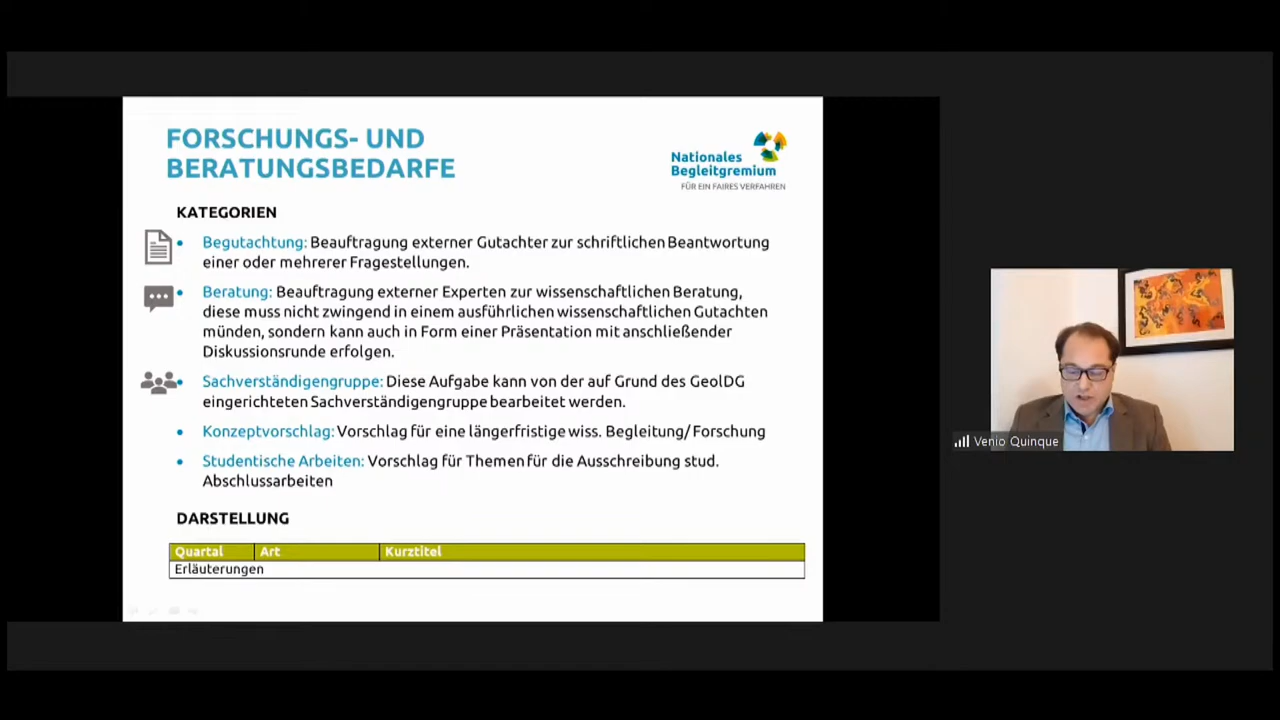 FORSCHUNGS- UND
BERATUNGSBEDARFE
Nationales
Begleitgremium
FÜR EIN FAIRES VERFAHREN
KATEGORIEN
• Begutachtung: Beauftragung externer Gutachter zur schriftlichen Beantwortung
einer oder mehrerer Fragestellungen.
• Beratung: Beauftragung externer Experten zur wissenschaftlichen Beratung,
diese muss nicht zwingend in einem ausführlichen wissenschaftlichen Gutachten
münden, sondern kann auch in Form einer Präsentation mit anschließender
Diskussionsrunde erfolgen.
• Sachverständigengruppe: Diese Aufgabe kann von der auf Grund des GeolDG
eingerichteten Sachverständigengruppe bearbeitet werden.
• Konzeptvorschlag: Vorschlag für eine längerfristige wiss. Begleitung/ Forschung
• Studentische Arbeiten: Vorschlag für Themen für die Ausschreibung stud.
Abschlussarbeiten
DARSTELLUNG
Quartal Art Kurztitel
Erläuterungen
Venio Quinque